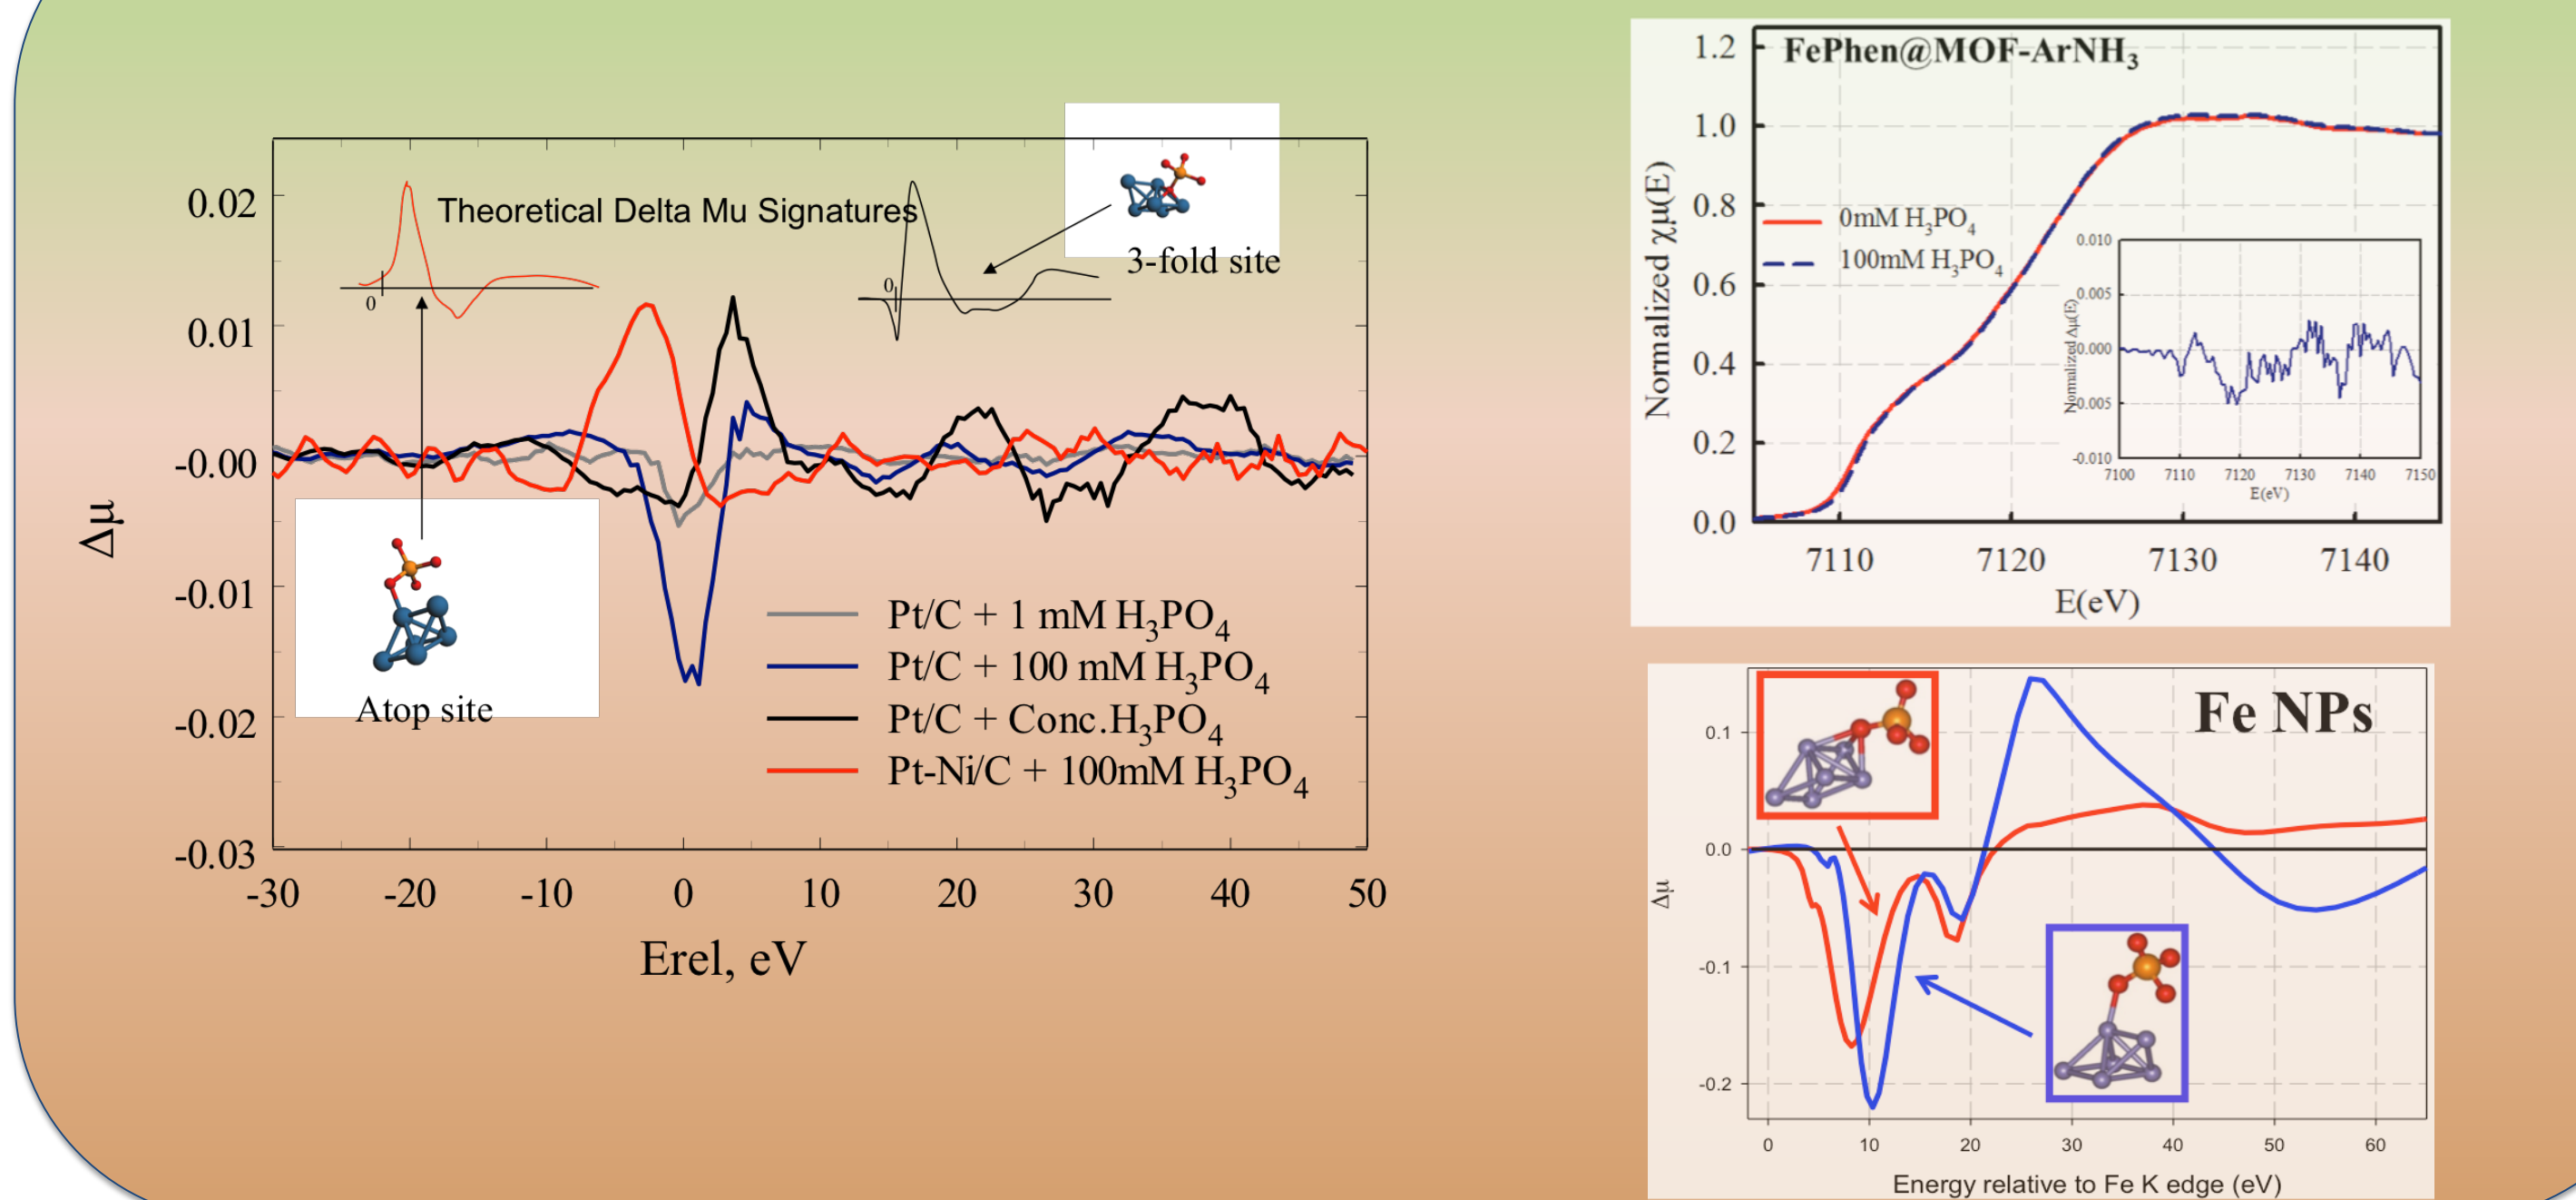 0.02
0.01
-0.00
-0.01
-0.02
-0.03
Δμ
-30 -20 -10 0 10 20 30 40 50
Erel, eV
Theoretical Delta Mu Signatures
0
0
3-fold site
Atop site
Pt/C + 1 mM H₃PO₄
Pt/C + 100 mM H₃PO₄
Pt/C + Conc.H₃PO₄
Pt-Ni/C + 100mM H₃PO₄
FePhen@MOF-ArNH₃
1.2
1.0
0.8
0.6
0.4
0.2
0.0
Normalized χμ(E)
0mM H₃PO₄
100mM H₃PO₄
7110 7120 7130 7140
E(eV)
0.010
0.005
0.000
-0.005
-0.010
Normalized Δμ(E)
7100 7110 7120 7130 7140 7150
E(eV)
Fe NPs
0.1
0.0
-0.1
-0.2
Δμ
0 10 20 30 40 50 60
Energy relative to Fe K edge (eV)